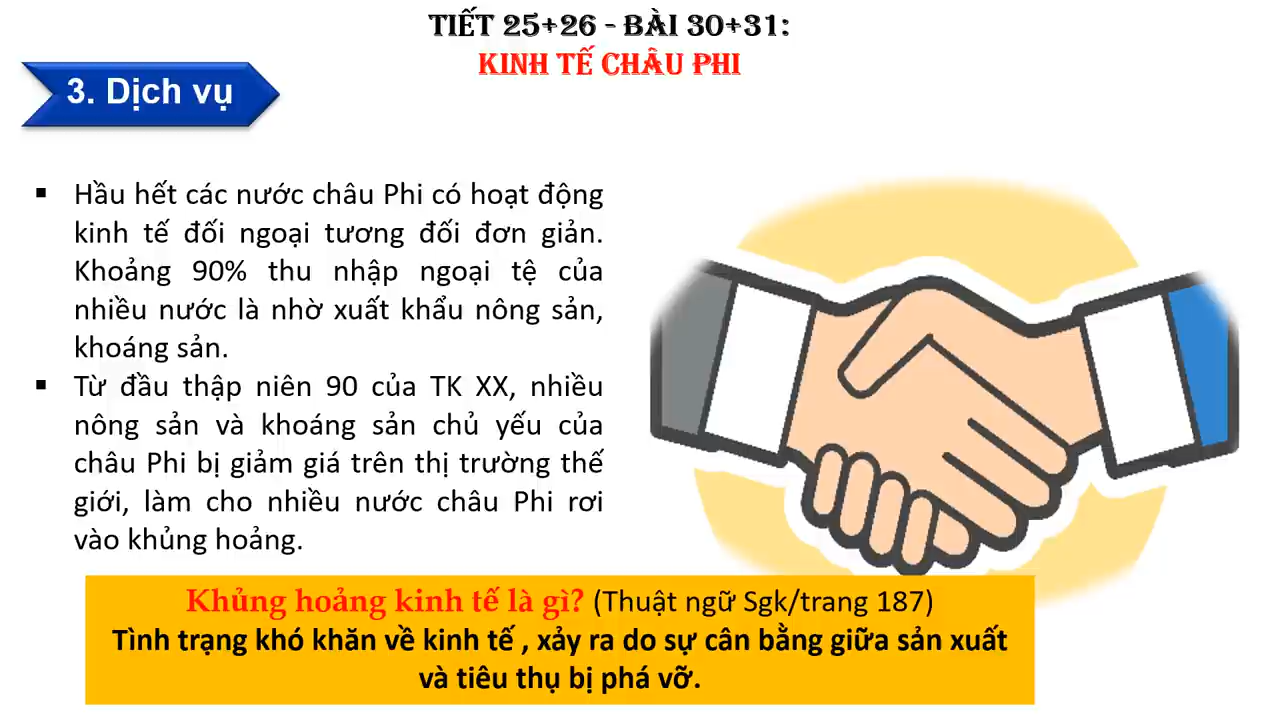 TIẾT 25+26 - BÀI 30+31:
KINH TẾ CHÂU PHI
3. Dịch vụ
▪ Hầu hết các nước châu Phi có hoạt động
kinh tế đối ngoại tương đối đơn giản.
Khoảng 90% thu nhập ngoại tệ của
nhiều nước là nhờ xuất khẩu nông sản,
khoáng sản.
▪ Từ đầu thập niên 90 của TK XX, nhiều
nông sản và khoáng sản chủ yếu của
châu Phi bị giảm giá trên thị trường thế
giới, làm cho nhiều nước châu Phi rơi
vào khủng hoảng.
Khủng hoảng kinh tế là gì? (Thuật ngữ Sgk/trang 187)
Tình trạng khó khăn về kinh tế , xảy ra do sự cân bằng giữa sản xuất
và tiêu thụ bị phá vỡ.